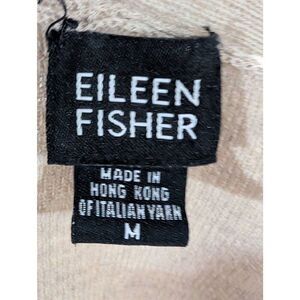 EILEEN
FISHER
MADE IN
HONG KONG
OF ITALIAN YARN
M